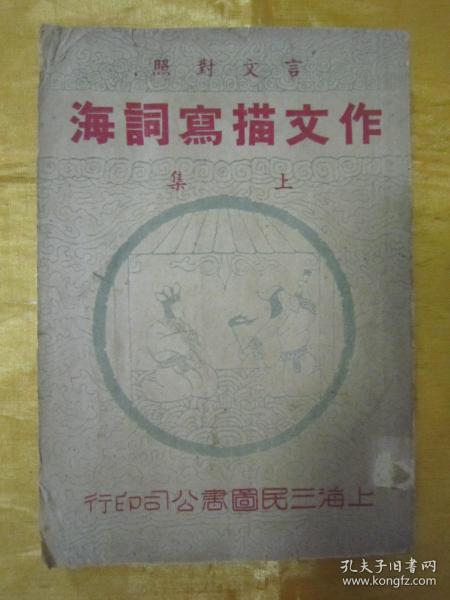 言文對照
作文描寫詞海
上集
上海三民圖書公司印行
孔夫子旧书网
www.kongfz.com